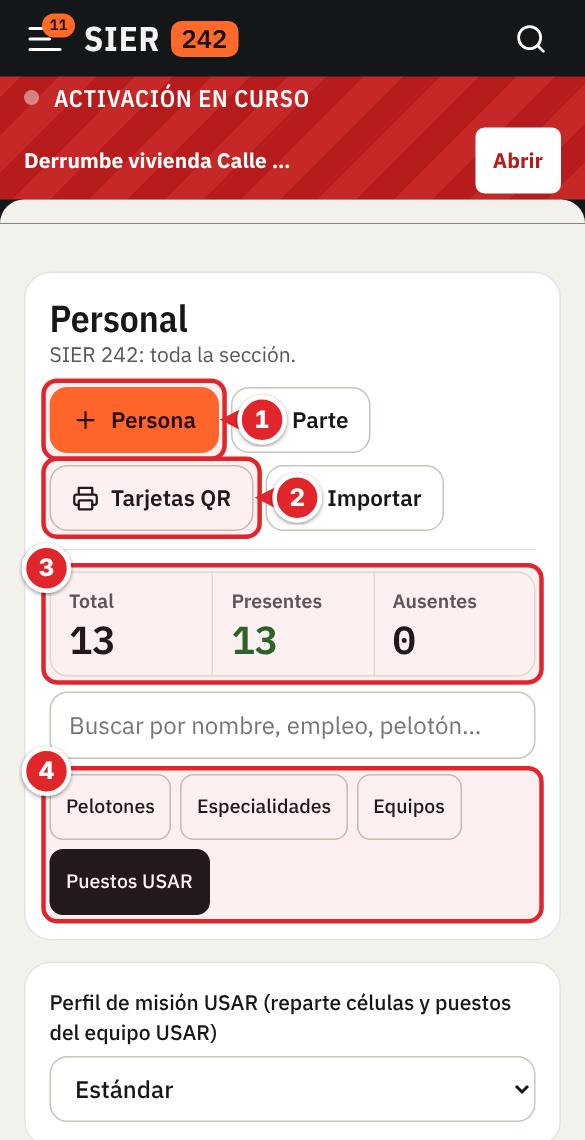 11
SIER 242
ACTIVACIÓN EN CURSO
Derrumbe vivienda Calle ...
Abrir
Personal
SIER 242: toda la sección.
+ Persona
1
Parte
Tarjetas QR
2
Importar
3
Total
Presentes
Ausentes
13
13
0
Buscar por nombre, empleo, pelotón...
4
Pelotones
Especialidades
Equipos
Puestos USAR
Perfil de misión USAR (reparte células y puestos
del equipo USAR)
Estándar